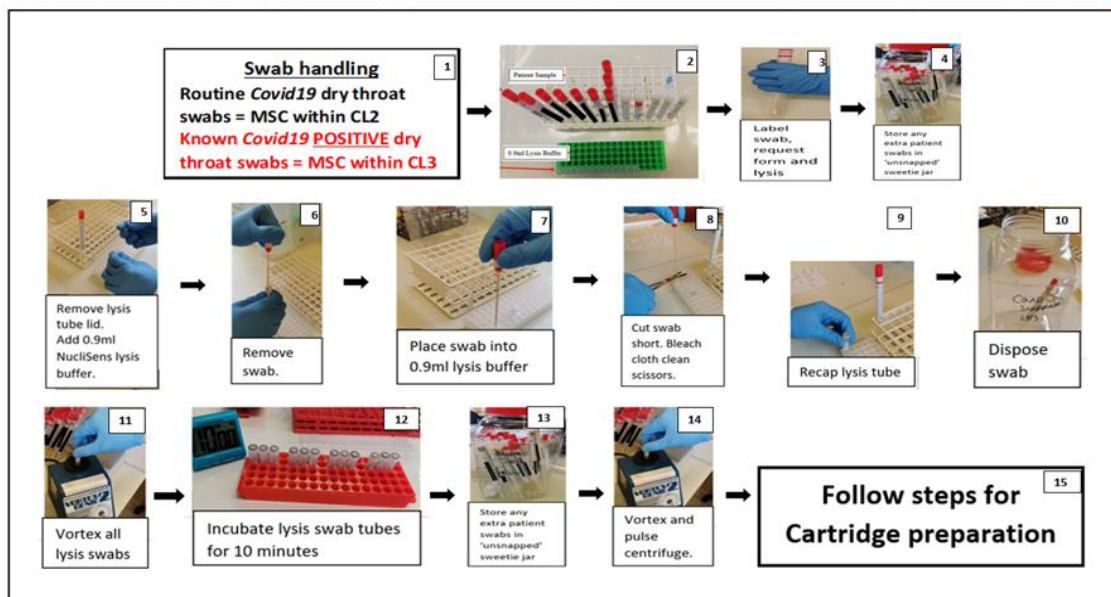 1
Swab handling
Routine Covid19 dry throat
swabs = MSC within CL2
Known Covid19 POSITIVE dry
throat swabs = MSC within CL3
2
Patient Sample
0.9ml Lysis Buffer
3
Label
swab,
request
form and
lysis
4
Store any
extra patient
swabs in
'unsnapped'
sweetie jar
5
Remove lysis
tube lid.
Add 0.9ml
NucliSens lysis
buffer.
6
Remove
swab.
7
Place swab into
0.9ml lysis buffer
8
Cut swab
short. Bleach
cloth clean
scissors.
9
Recap lysis tube
10
Dispose
swab
11
Vortex all
lysis swabs
12
Incubate lysis swab tubes
for 10 minutes
13
Store any
extra patient
swabs in
'unsnapped'
sweetie jar
14
Vortex and
pulse
centrifuge.
15
Follow steps for
Cartridge preparation